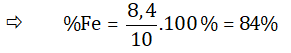 ⇨ %Fe = 8,4/10 .100% = 84%